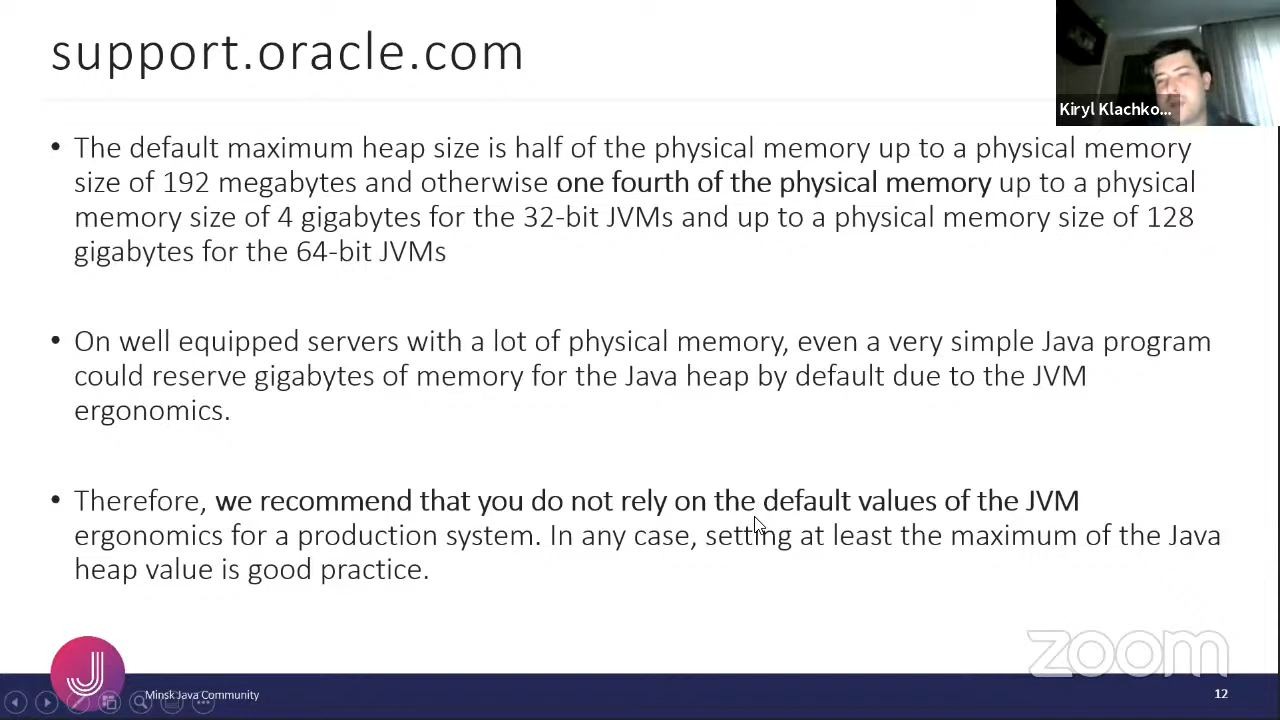 support.oracle.com
Kiryl Klachko...
• The default maximum heap size is half of the physical memory up to a physical memory
size of 192 megabytes and otherwise one fourth of the physical memory up to a physical
memory size of 4 gigabytes for the 32-bit JVMs and up to a physical memory size of 128
gigabytes for the 64-bit JVMs
• On well equipped servers with a lot of physical memory, even a very simple Java program
could reserve gigabytes of memory for the Java heap by default due to the JVM
ergonomics.
• Therefore, we recommend that you do not rely on the default values of the JVM
ergonomics for a production system. In any case, setting at least the maximum of the Java
heap value is good practice.
zoom
J
Minsk Java Community
12